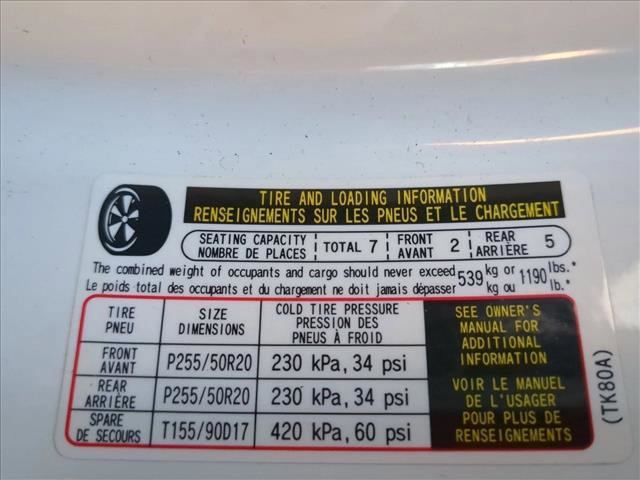 TIRE AND LOADING INFORMATION
RENSEIGNEMENTS SUR LES PNEUS ET LE CHARGEMENT
SEATING CAPACITY
NOMBRE DE PLACES
TOTAL 7
FRONT
AVANT 2
REAR
ARRIÈRE 5
The combined weight of occupants and cargo should never exceed 539 kg or 1190 lbs.
Le poids total des occupants et du chargement ne doit jamais dépasser kg ou lb.
TIRE
PNEU
SIZE
DIMENSIONS
COLD TIRE PRESSURE
PRESSION DES
PNEUS À FROID
FRONT
AVANT
P255/50R20
230 kPa, 34 psi
REAR
ARRIÈRE
P255/50R20
230 kPa, 34 psi
SPARE
DE SECOURS
T155/90D17
420 kPa, 60 psi
SEE OWNER'S
MANUAL FOR
ADDITIONAL
INFORMATION
VOIR LE MANUEL
DE L'USAGER
POUR PLUS DE
RENSEIGNEMENTS
(TK80A)